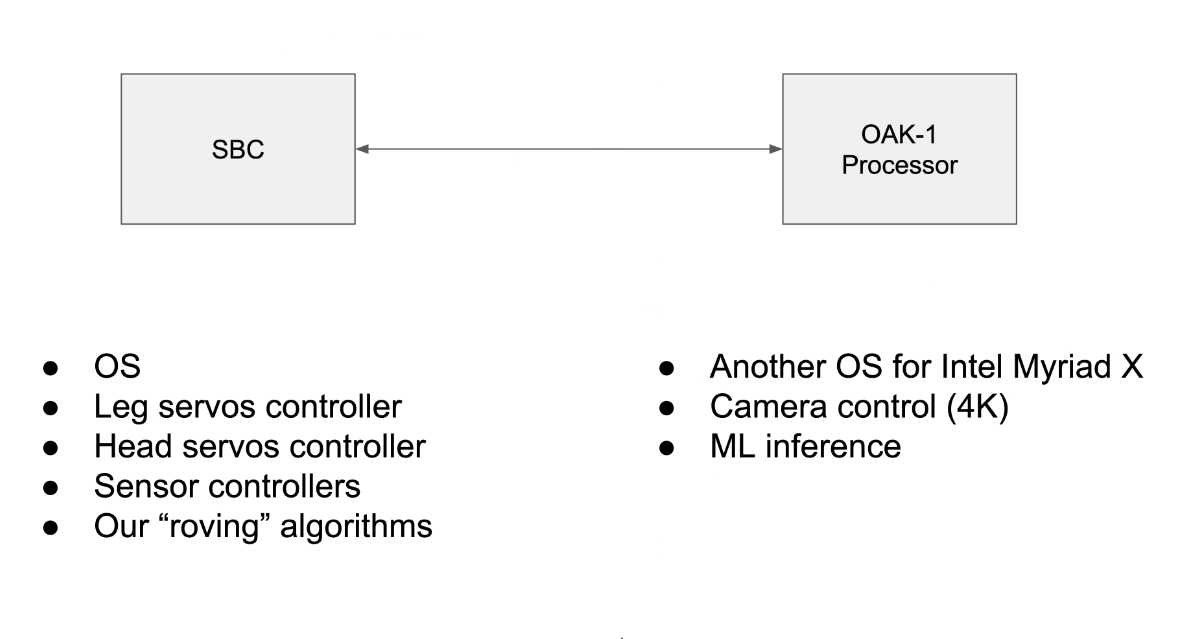 SBC
OAK-1
Processor
● OS
● Leg servos controller
● Head servos controller
● Sensor controllers
● Our “roving” algorithms
● Another OS for Intel Myriad X
● Camera control (4K)
● ML inference